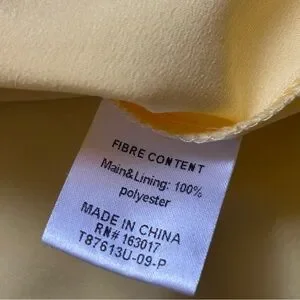 FIBRE CONTENT
Main&Lining: 100%
polyester
MADE IN CHINA
RN# 163017
T87613U-09-P